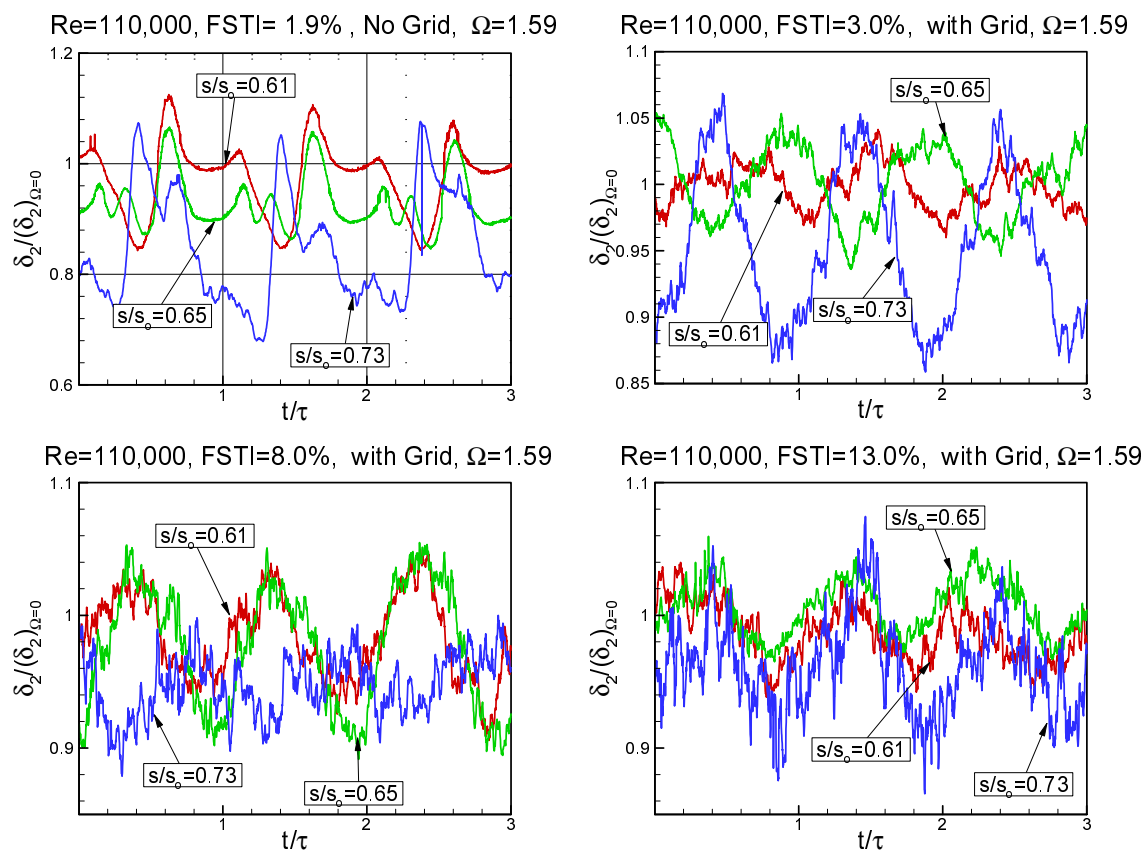 Re=110,000, FSTI= 1.9% , No Grid, Ω=1.59
1.2
1
0.8
0.6
δ₂/(δ₂)Ω=0
s/sₒ=0.61
s/sₒ=0.65
s/sₒ=0.73
1
2
3
t/τ
Re=110,000, FSTI=3.0%, with Grid, Ω=1.59
1.1
1.05
1.0
0.95
0.9
0.85
δ₂/(δ₂)Ω=0
s/sₒ=0.65
s/sₒ=0.73
s/sₒ=0.61
1
2
3
t/τ
Re=110,000, FSTI=8.0%, with Grid, Ω=1.59
1.1
1
0.9
δ₂/(δ₂)Ω=0
s/sₒ=0.61
s/sₒ=0.73
s/sₒ=0.65
1
2
3
t/τ
Re=110,000, FSTI=13.0%, with Grid, Ω=1.59
1.1
1
0.9
δ₂/(δ₂)Ω=0
s/sₒ=0.65
s/sₒ=0.61
s/sₒ=0.73
1
2
3
t/τ